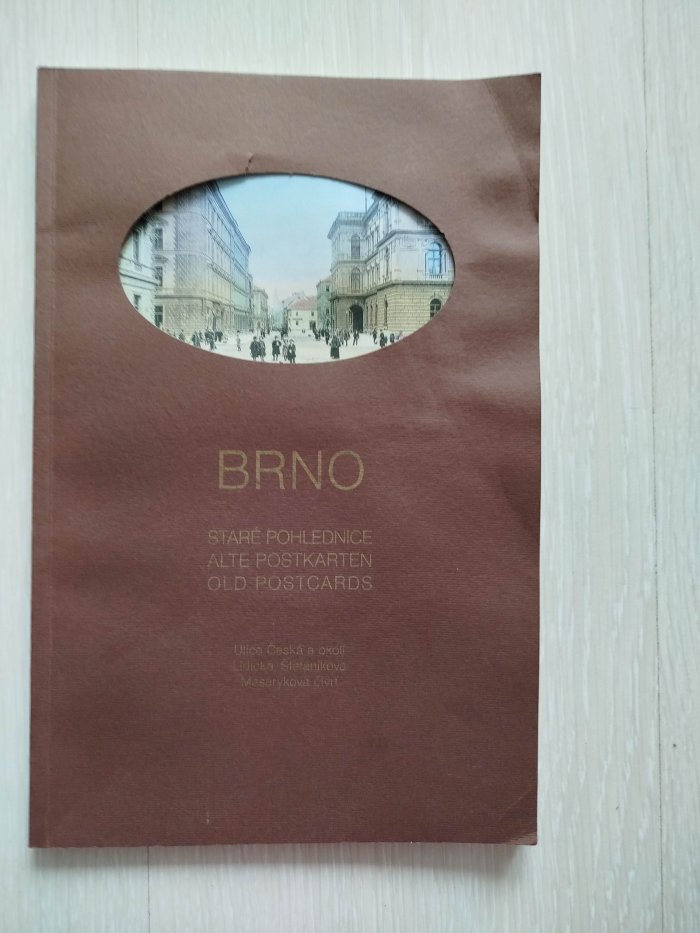 BRNO
STARÉ POHLEDNICE
ALTE POSTKARTEN
OLD POSTCARDS
Ulice Česká a okolí
Lidická, Štefánikova
Masarykova čtvrť